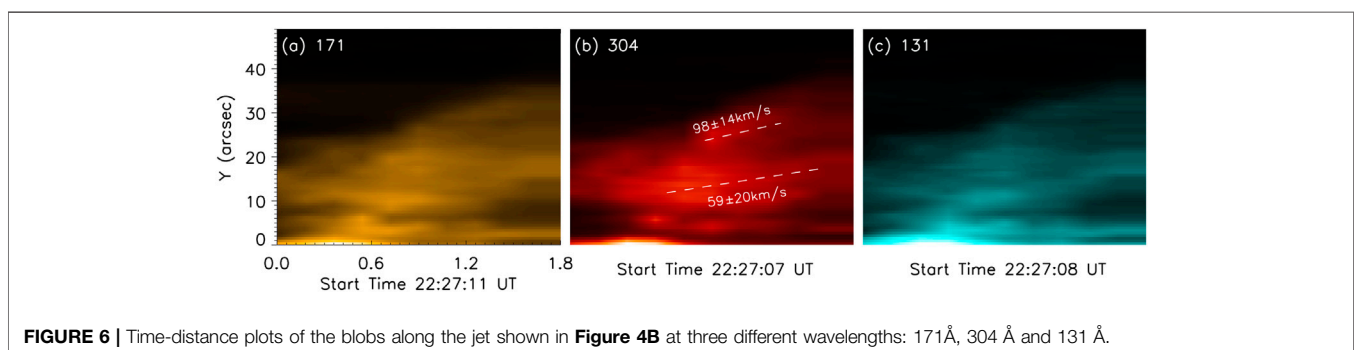 (a) 171
(b) 304
(c) 131
Y (arcsec)
40
30
20
10
0
98±14km/s
59±20km/s
0.0 0.6 1.2 1.8
Start Time 22:27:11 UT
Start Time 22:27:07 UT
Start Time 22:27:08 UT
FIGURE 6 | Time-distance plots of the blobs along the jet shown in Figure 4B at three different wavelengths: 171Å, 304 Å and 131 Å.